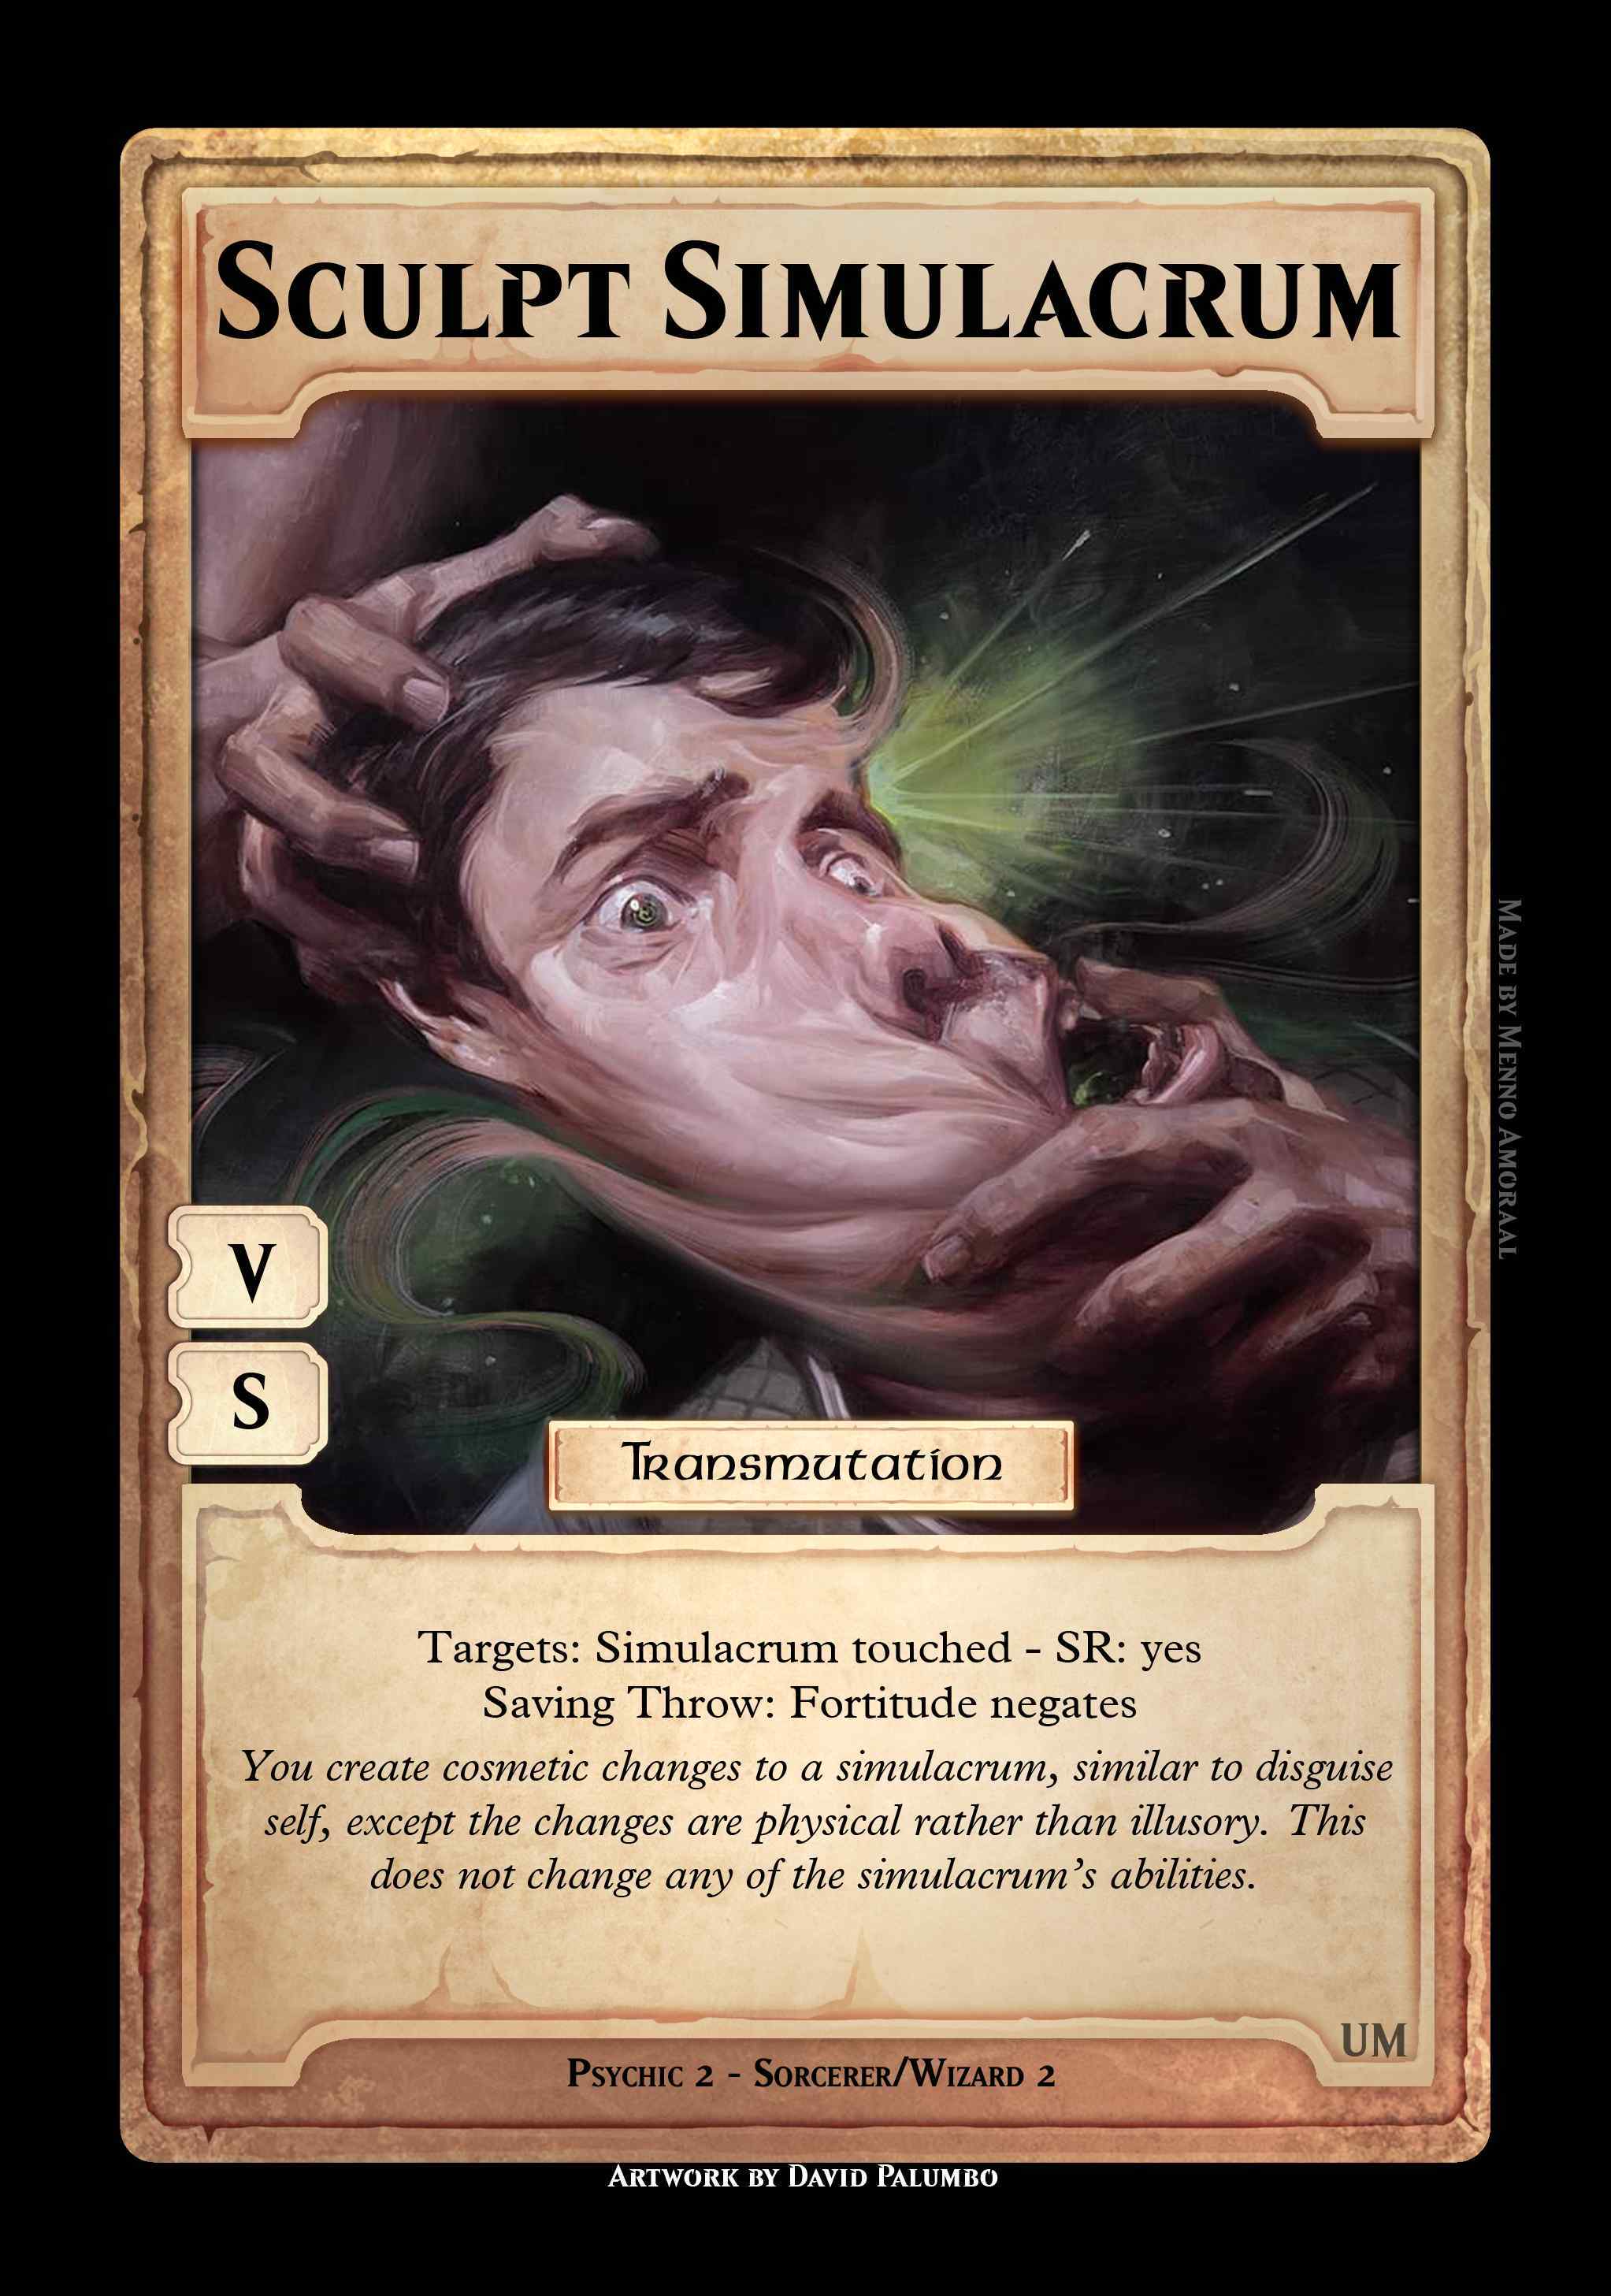 Sculpt Simulacrum
V
S
Transmutation
Targets: Simulacrum touched - SR: yes
Saving Throw: Fortitude negates
You create cosmetic changes to a simulacrum, similar to disguise
self, except the changes are physical rather than illusory. This
does not change any of the simulacrum's abilities.
UM
Psychic 2 - Sorcerer/Wizard 2
Artwork by David Palumbo
Made by Menno Amoraal